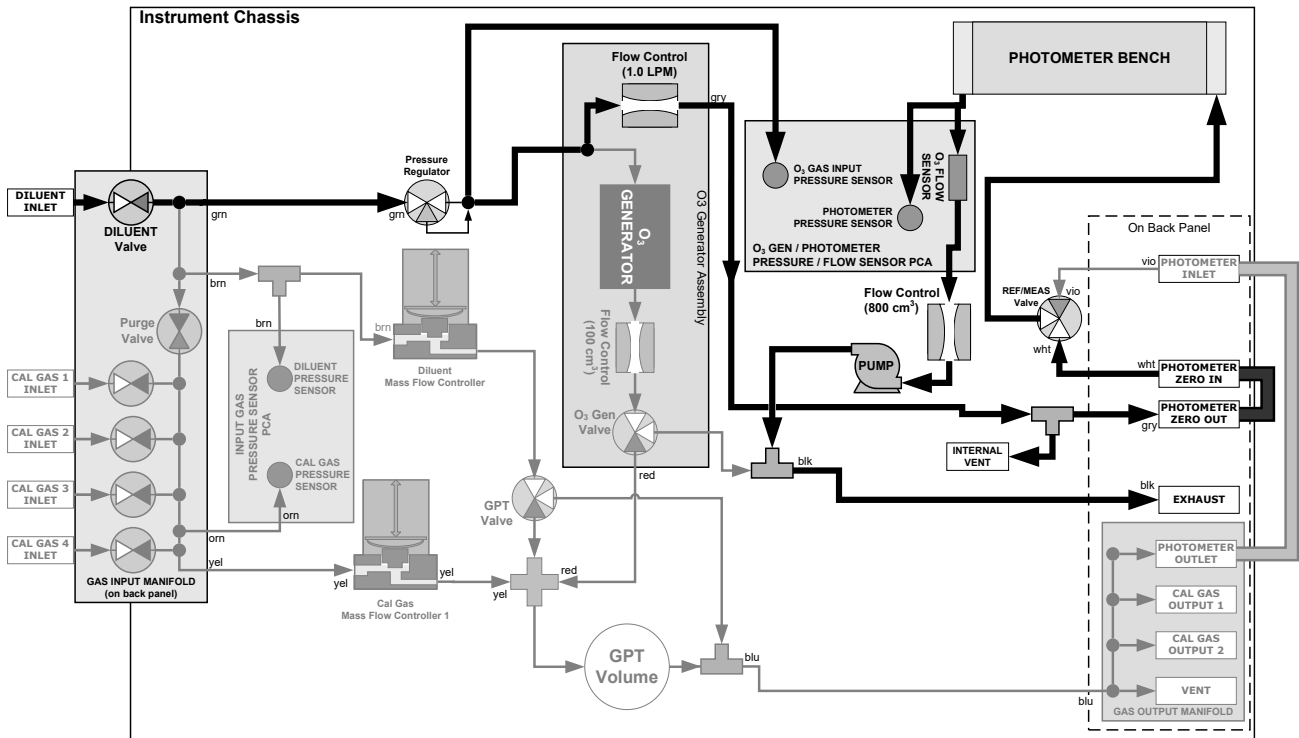 Instrument Chassis
Flow Control
(1.0 LPM)
gry
PHOTOMETER BENCH
Pressure
Regulator
O₃ GAS INPUT
PRESSURE SENSOR
O₃ FLOW
SENSOR
PHOTOMETER
PRESSURE SENSOR
O₃ GEN / PHOTOMETER
PRESSURE / FLOW SENSOR PCA
DILUENT
INLET
DILUENT
Valve
grn
grn
O₃
GENERATOR
O3 Generator Assembly
On Back Panel
vio
PHOTOMETER
INLET
REF/MEAS
Valve
vio
wht
wht
PHOTOMETER
ZERO IN
PHOTOMETER
ZERO OUT
gry
Flow Control
(800 cm³)
PUMP
INTERNAL
VENT
brn
brn
brn
Purge
Valve
Diluent
Mass Flow Controller
Flow Control
(100 cm³)
O₃ Gen
Valve
CAL GAS 1
INLET
CAL GAS 2
INLET
CAL GAS 3
INLET
CAL GAS 4
INLET
INPUT GAS
PRESSURE SENSOR
PCA
DILUENT
PRESSURE
SENSOR
CAL GAS
PRESSURE
SENSOR
orn
orn
yel
GAS INPUT MANIFOLD
(on back panel)
red
blk
blk
EXHAUST
GPT
Valve
yel
yel
yel
red
Cal Gas
Mass Flow Controller 1
GPT
Volume
blu
blu
PHOTOMETER
OUTLET
CAL GAS
OUTPUT 1
CAL GAS
OUTPUT 2
VENT
GAS OUTPUT MANIFOLD